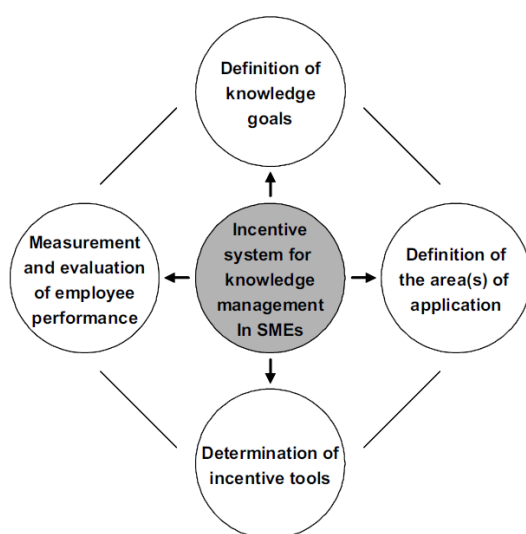 Definition of
knowledge
goals
Measurement
and evaluation
of employee
performance
Incentive
system for
knowledge
management
In SMEs
Definition of
the area(s) of
application
Determination of
incentive tools